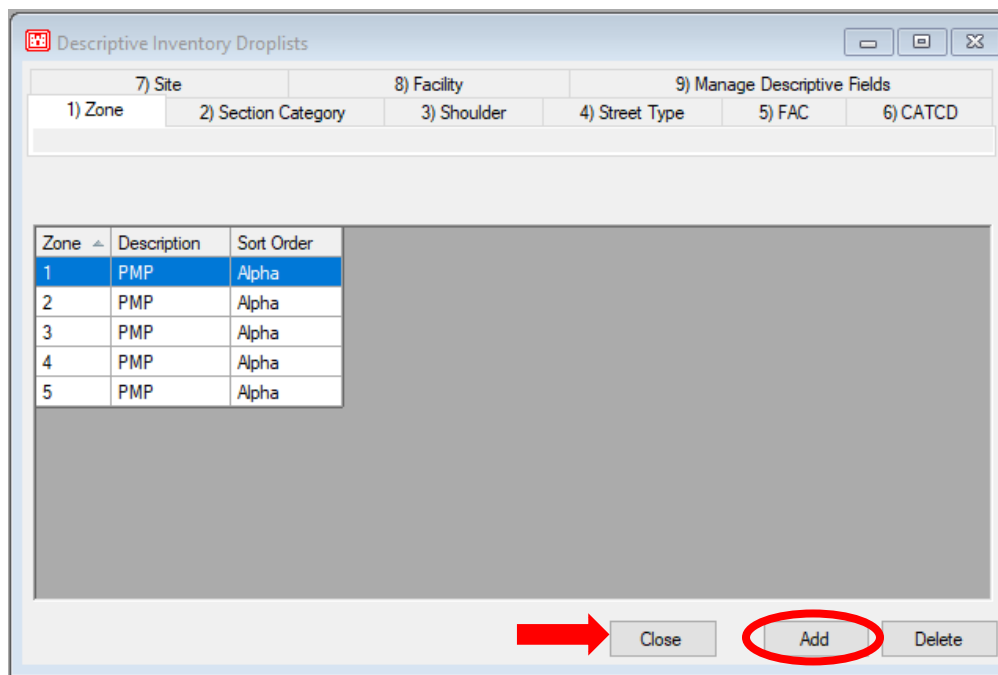 Descriptive Inventory Droplists
7) Site 8) Facility 9) Manage Descriptive Fields
1) Zone 2) Section Category 3) Shoulder 4) Street Type 5) FAC 6) CATCD
Zone Description Sort Order
1 PMP Alpha
2 PMP Alpha
3 PMP Alpha
4 PMP Alpha
5 PMP Alpha
Close Add Delete